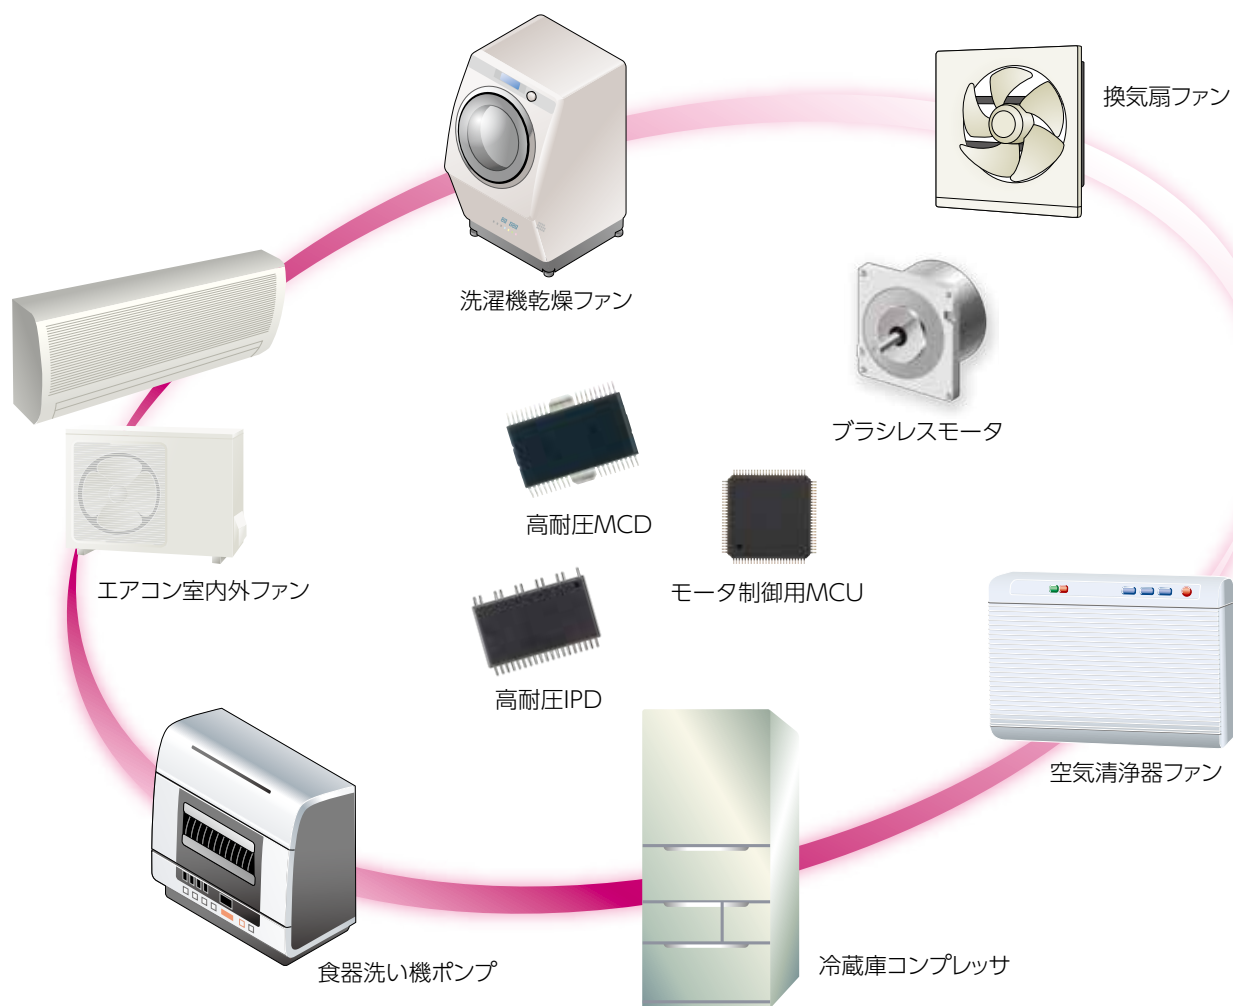 換気扇ファン
洗濯機乾燥ファン
ブラシレスモータ
高耐圧MCD
モータ制御用MCU
エアコン室内外ファン
高耐圧IPD
空気清浄器ファン
冷蔵庫コンプレッサ
食器洗い機ポンプ